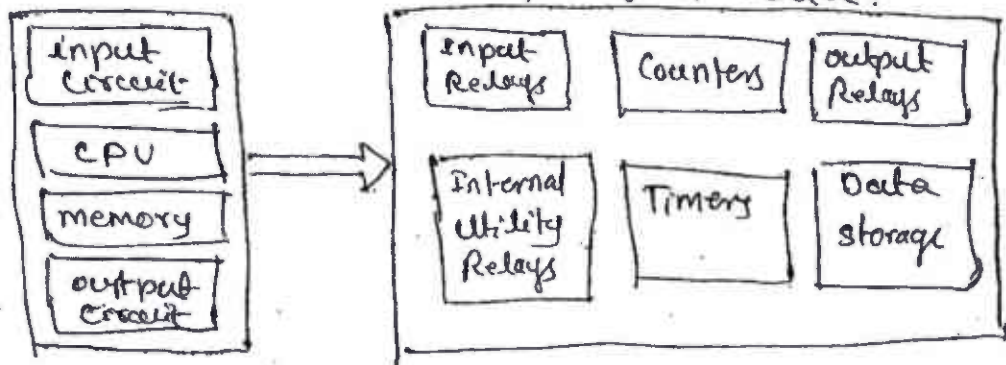 input
circuit
CPU
memory
output
circuit
input
Relays
Counters
output
Relays
Internal
Utility
Relays
Timers
Data
storage